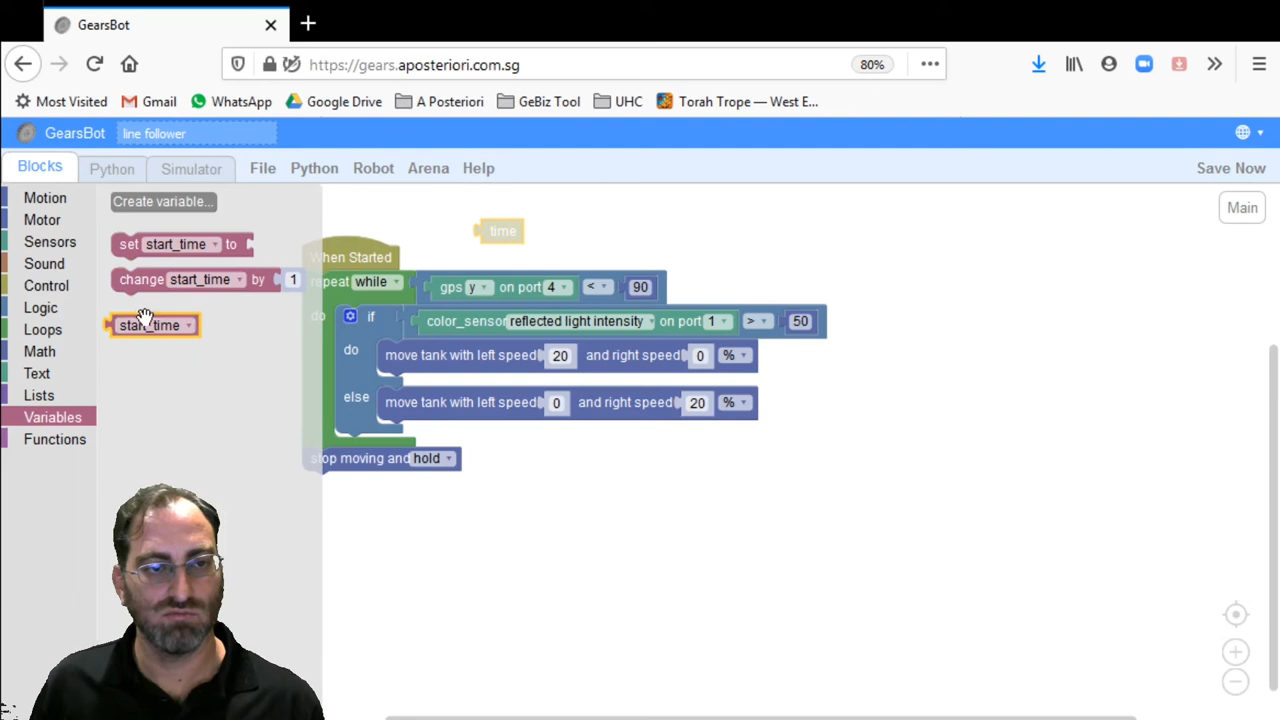 GearsBot
https://gears.aposteriori.com.sg
80%
Most Visited
Gmail
WhatsApp
Google Drive
A Posteriori
GeBiz Tool
UHC
Torah Trope — West E...
GearsBot
line follower
Blocks
Python
Simulator
File
Python
Robot
Arena
Help
Save Now
Motion
Motor
Sensors
Sound
Control
Logic
Loops
Math
Text
Lists
Variables
Functions
Create variable...
set start_time to
change start_time by 1
start_time
time
Main
When Started
repeat while gps y on port 4 < 90
do if color_sensor reflected light intensity on port 1 > 50
do move tank with left speed 20 and right speed 0 %
else move tank with left speed 0 and right speed 20 %
stop moving and hold